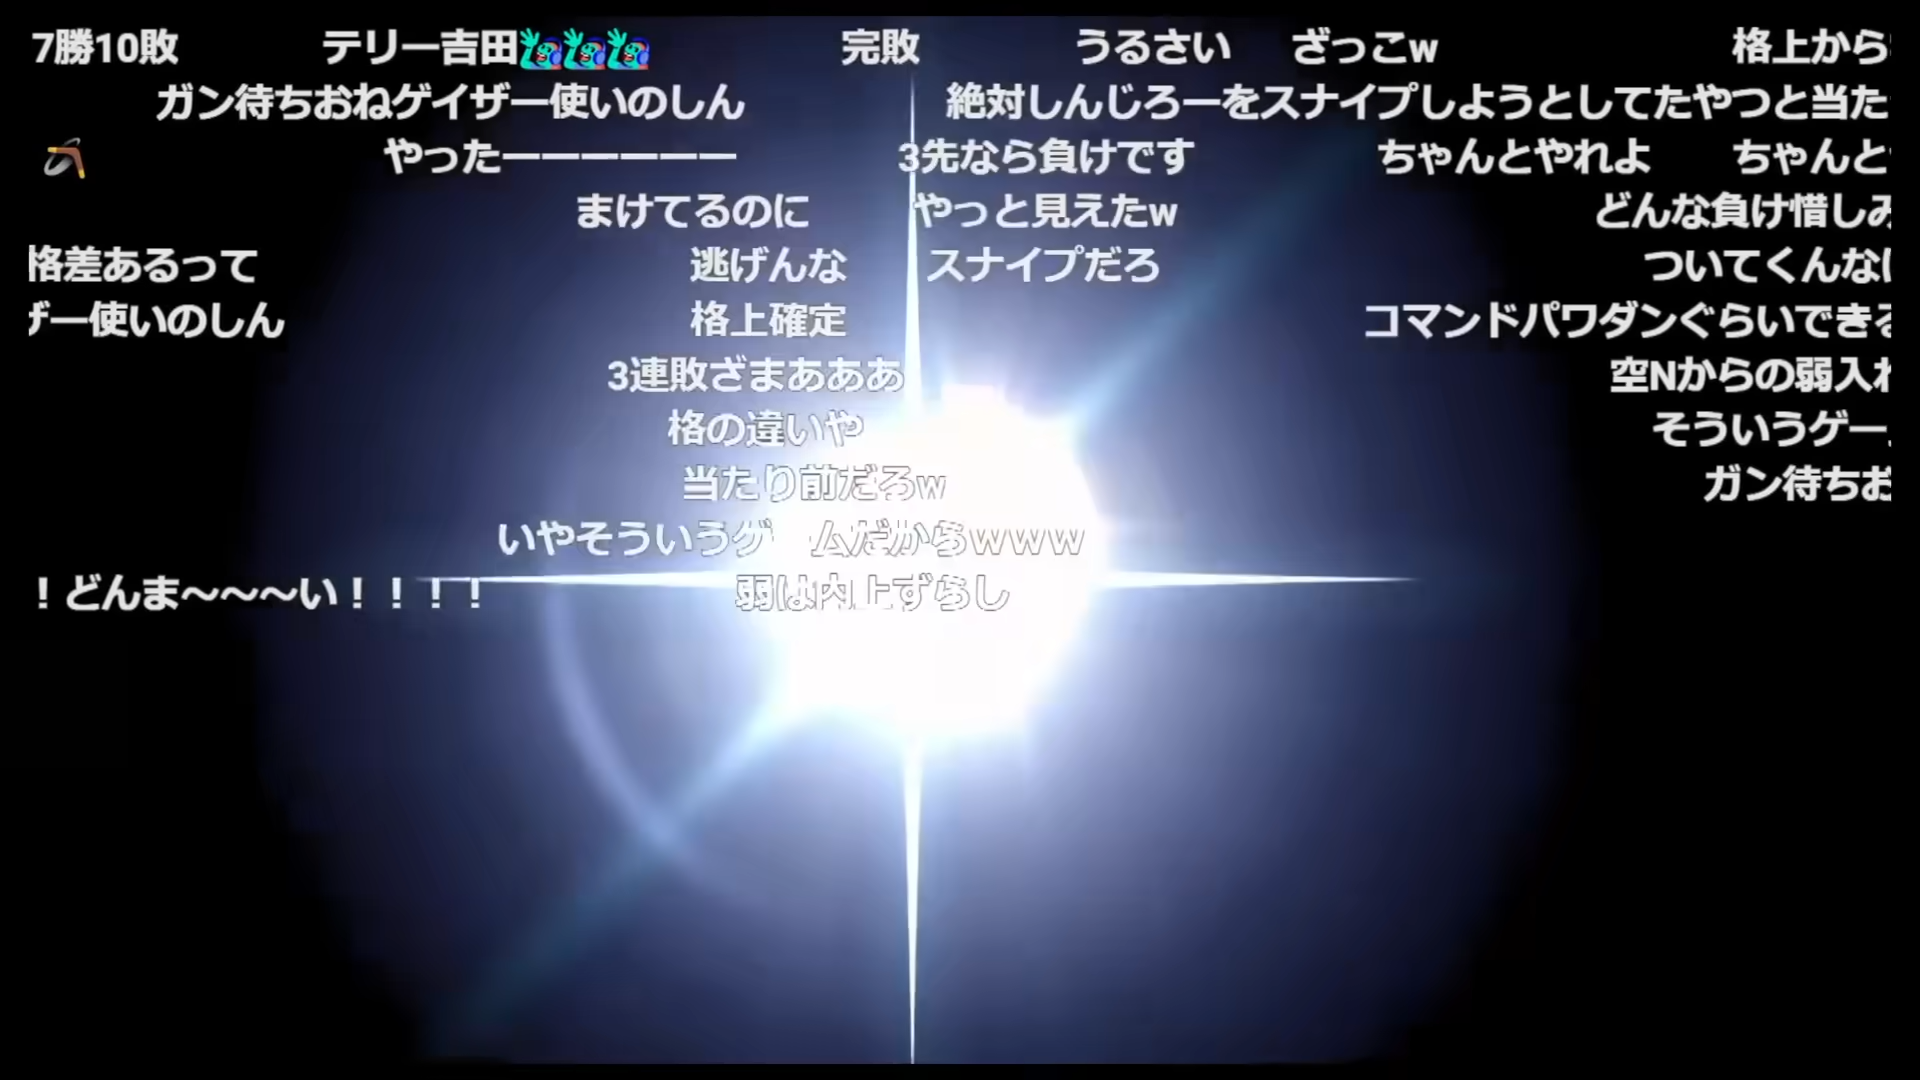 7勝10敗 テリー吉田 完敗 うるさい ざっこw 格上から
ガン待ちおねゲイザー使いのしん 絶対しんじろーをスナイプしようとしてたやつと当た
やったーーーーーー 3先なら負けです ちゃんとやれよ ちゃんと
まけてるのに やっと見えたw どんな負け惜しみ
格差あるって 逃げんな スナイプだろ ついてくんな
ザー使いのしん 格上確定 コマンドパワダンぐらいできる
3連敗ざまあああ 空Nからの弱入れ
格の違いや そういうゲー
当たり前だろw ガン待ちお
いやそういうゲームだからwww
！どんま～～～い！！！！ 弱は内上ずらし